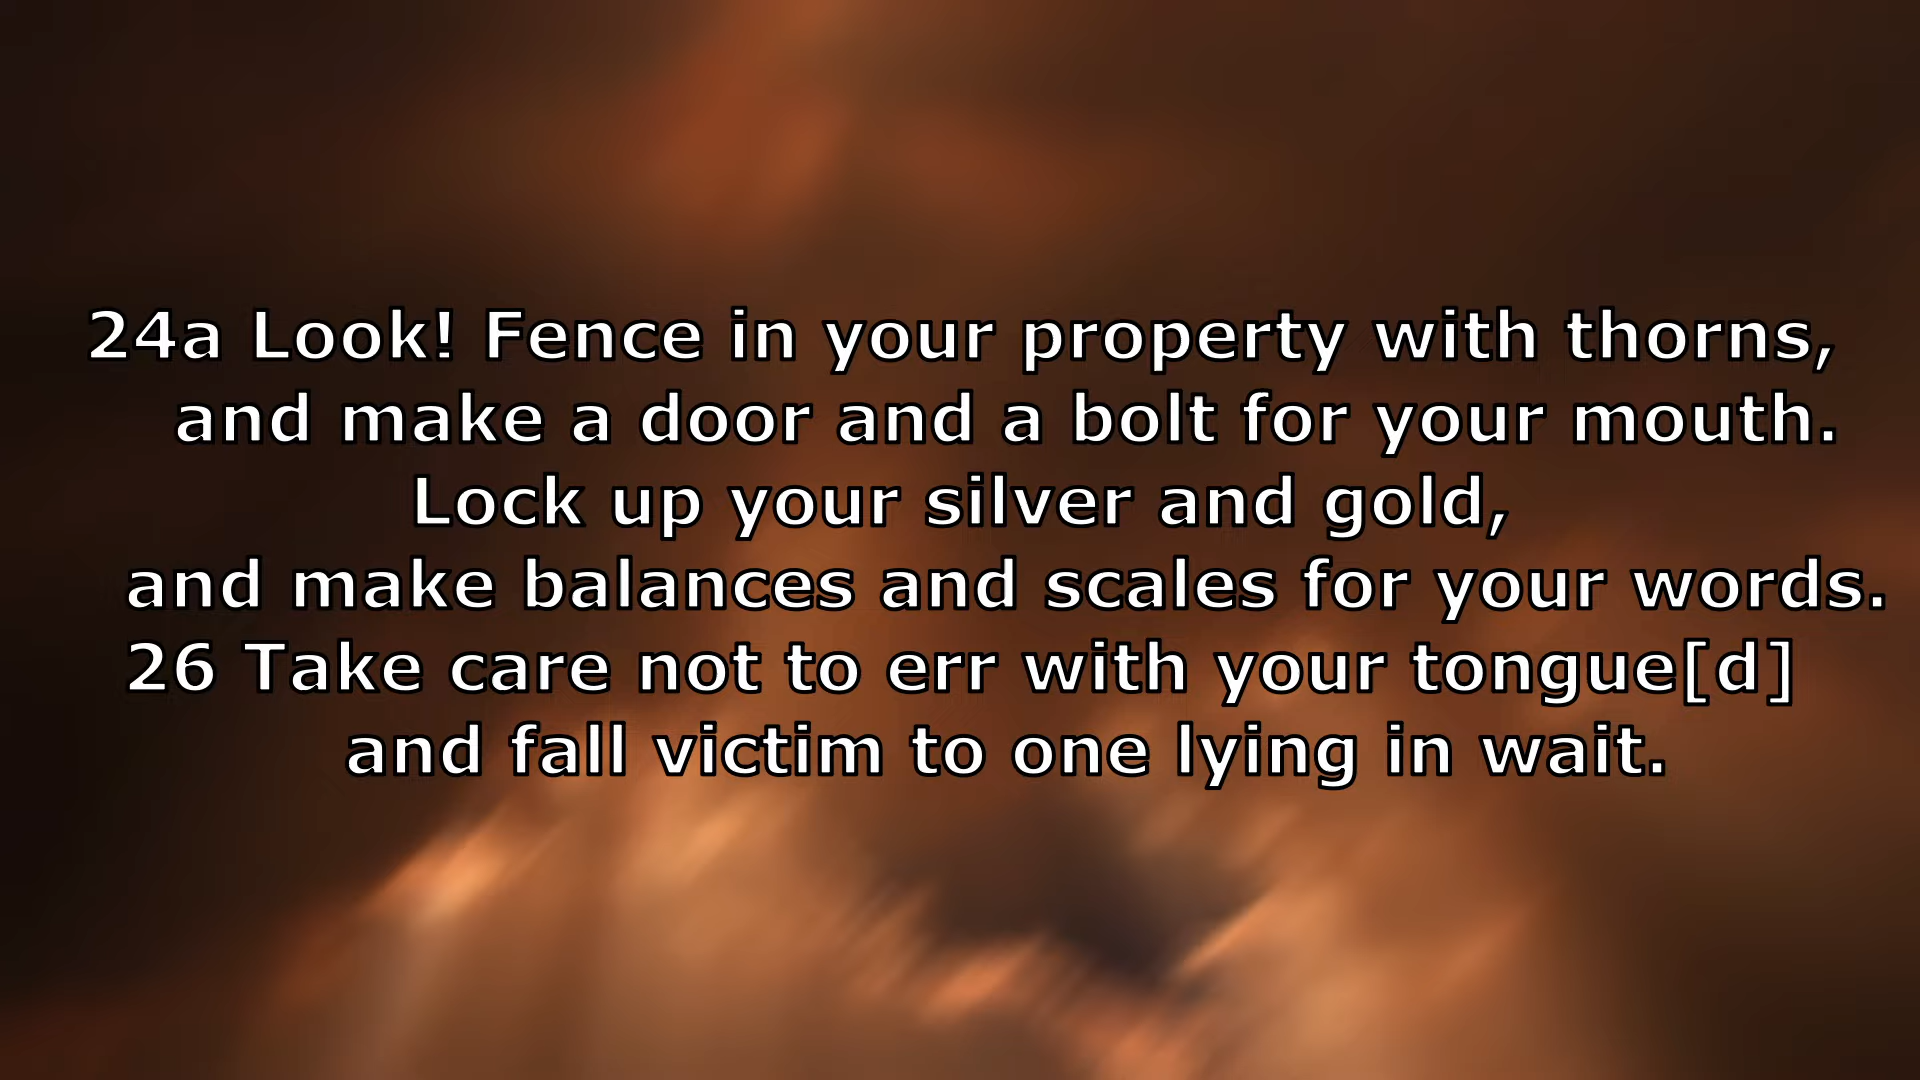 24a Look! Fence in your property with thorns,
and make a door and a bolt for your mouth.
Lock up your silver and gold,
and make balances and scales for your words.
26 Take care not to err with your tongue[d]
and fall victim to one lying in wait.